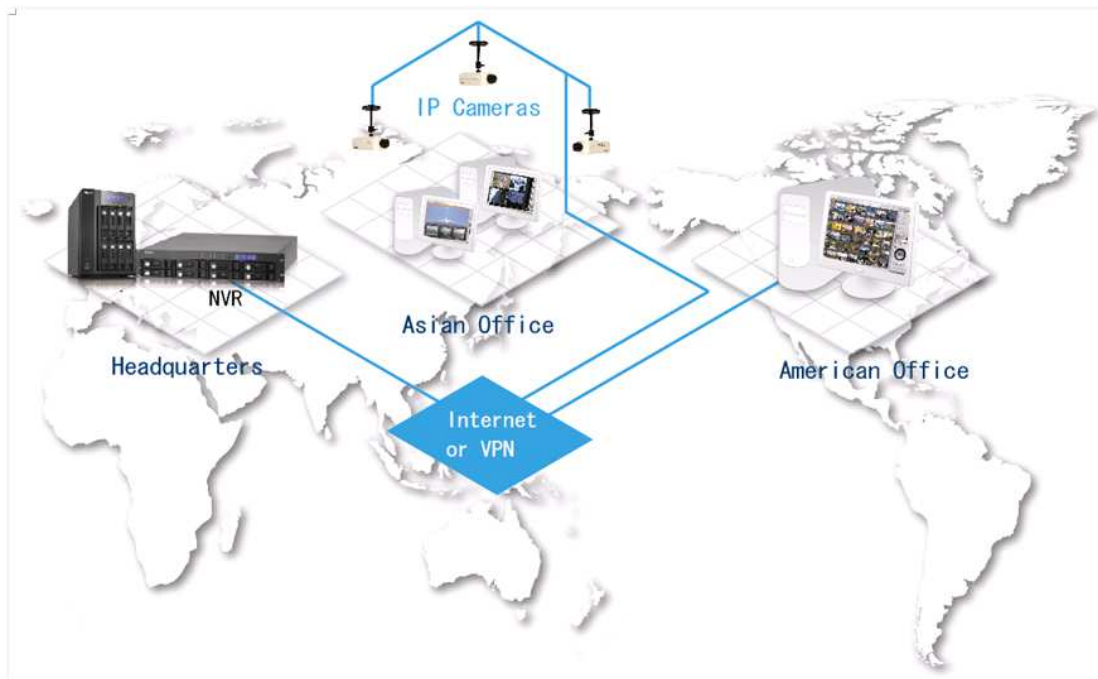 IP Cameras
NVR
Asian Office
Headquarters
American Office
Internet
or VPN